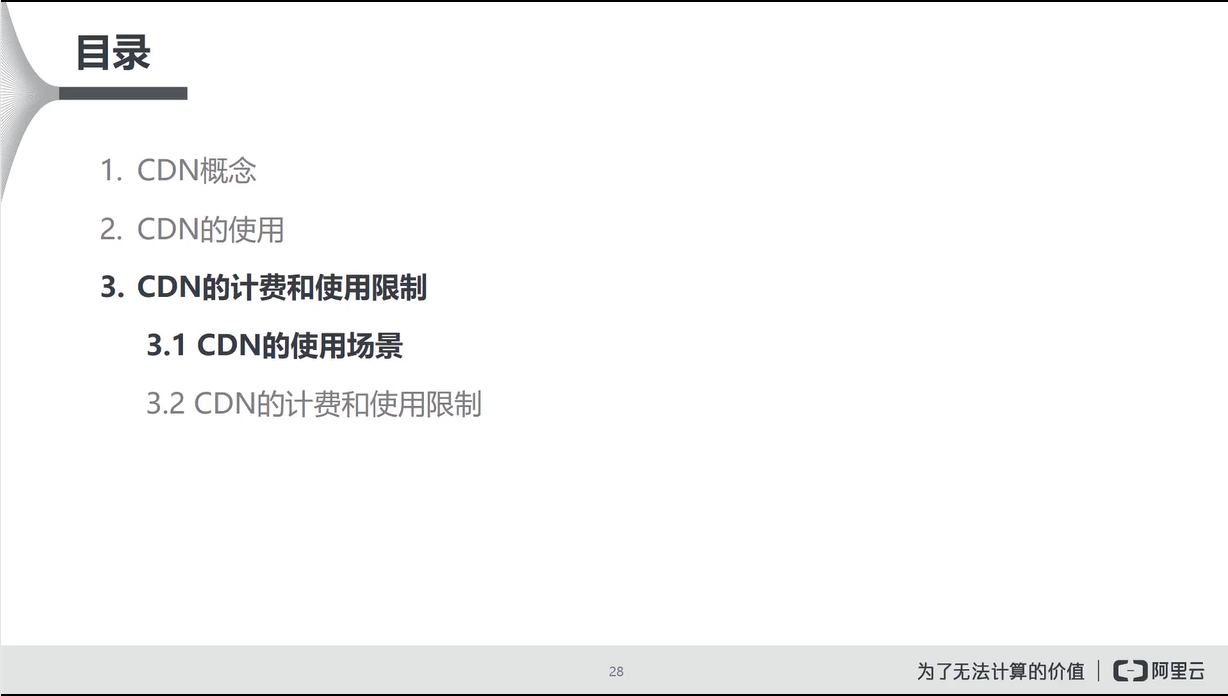 目录
1. CDN概念
2. CDN的使用
3. CDN的计费和使用限制
3.1 CDN的使用场景
3.2 CDN的计费和使用限制
28
为了无法计算的价值 | 阿里云